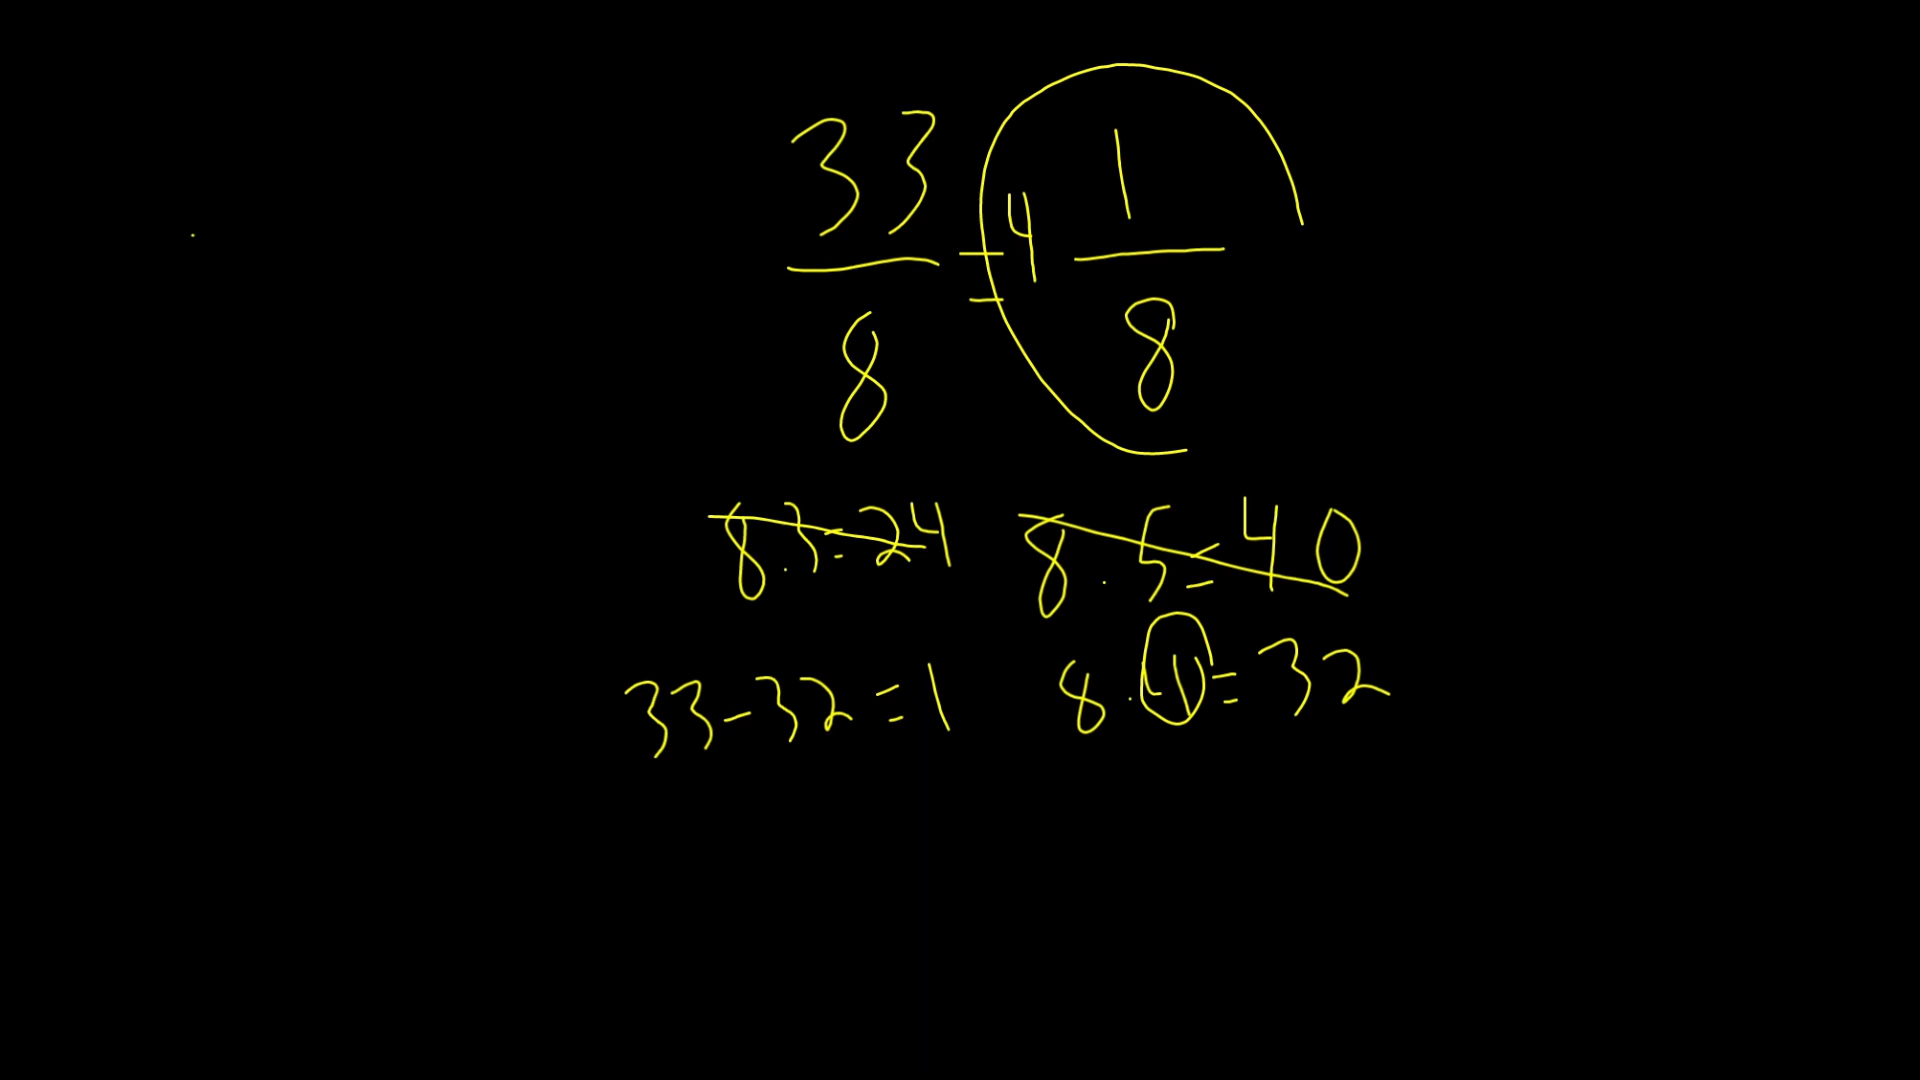 33/8 = 4 1/8
8.3=24 8.5=40
33-32=1 8.4=32